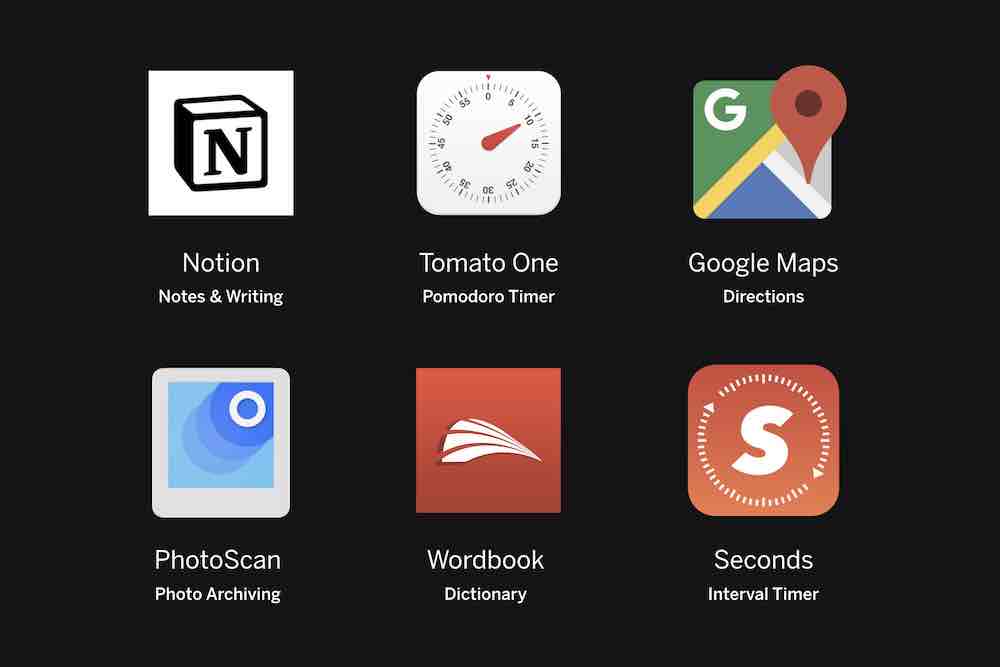 N
0
5
10
15
20
25
30
35
40
45
50
55
G
Notion
Tomato One
Google Maps
Notes & Writing
Pomodoro Timer
Directions
S
PhotoScan
Wordbook
Seconds
Photo Archiving
Dictionary
Interval Timer